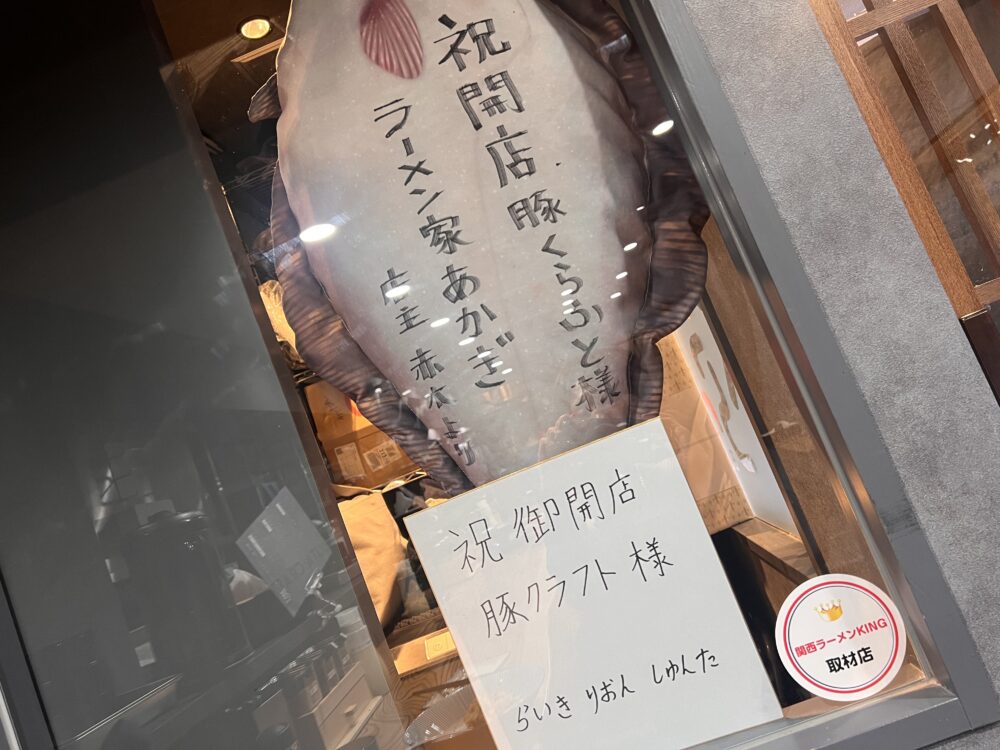 祝開店
豚くらふと様
ラーメン家あかぎ
店主 赤木より
祝 御開店
豚クラフト 様
らいき りおん しゅんた
関西ラーメンKING
取材店